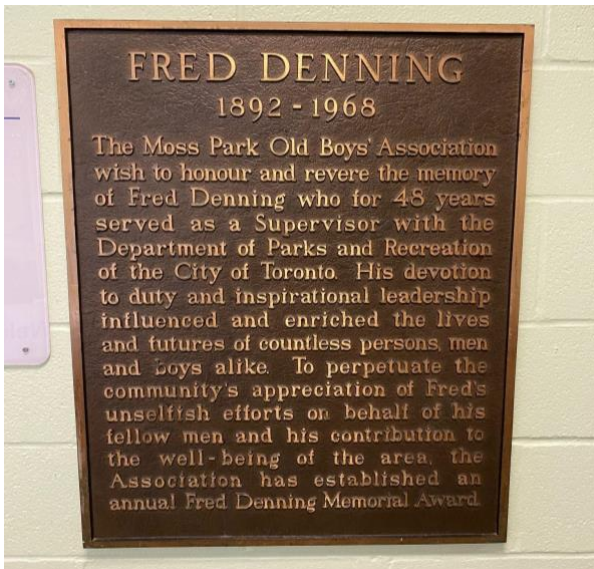 FRED DENNING
1892 - 1968
The Moss Park Old Boys' Association
wish to honour and revere the memory
of Fred Denning who for 48 years
served as a Supervisor with the
Department of Parks and Recreation
of the City of Toronto. His devotion
to duty and inspirational leadership
influenced and enriched the lives
and futures of countless persons, men
and boys alike. To perpetuate the
community's appreciation of Fred's
unselfish efforts on behalf of his
fellow men and his contribution to
the well-being of the area, the
Association has established an
annual Fred Denning Memorial Award.